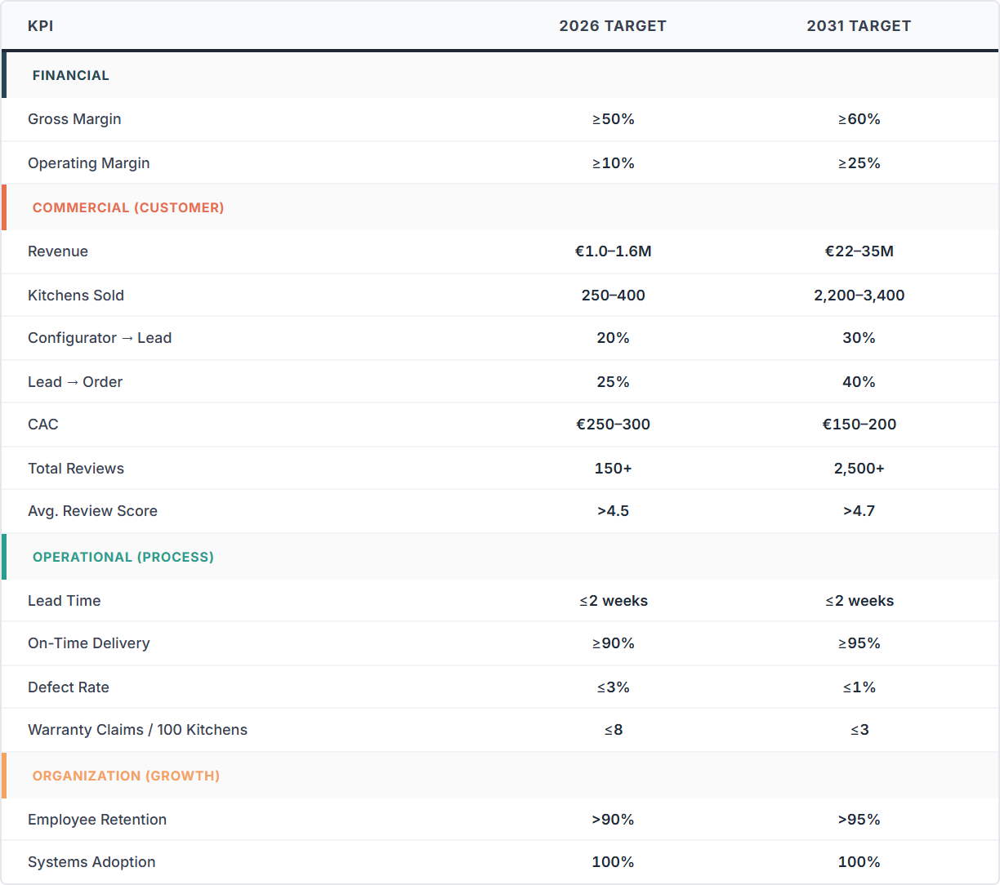 KPI 2026 TARGET 2031 TARGET
FINANCIAL
Gross Margin ≥50% ≥60%
Operating Margin ≥10% ≥25%
COMMERCIAL (CUSTOMER)
Revenue €1.0–1.6M €22–35M
Kitchens Sold 250–400 2,200–3,400
Configurator → Lead 20% 30%
Lead → Order 25% 40%
CAC €250–300 €150–200
Total Reviews 150+ 2,500+
Avg. Review Score >4.5 >4.7
OPERATIONAL (PROCESS)
Lead Time ≤2 weeks ≤2 weeks
On-Time Delivery ≥90% ≥95%
Defect Rate ≤3% ≤1%
Warranty Claims / 100 Kitchens ≤8 ≤3
ORGANIZATION (GROWTH)
Employee Retention >90% >95%
Systems Adoption 100% 100%